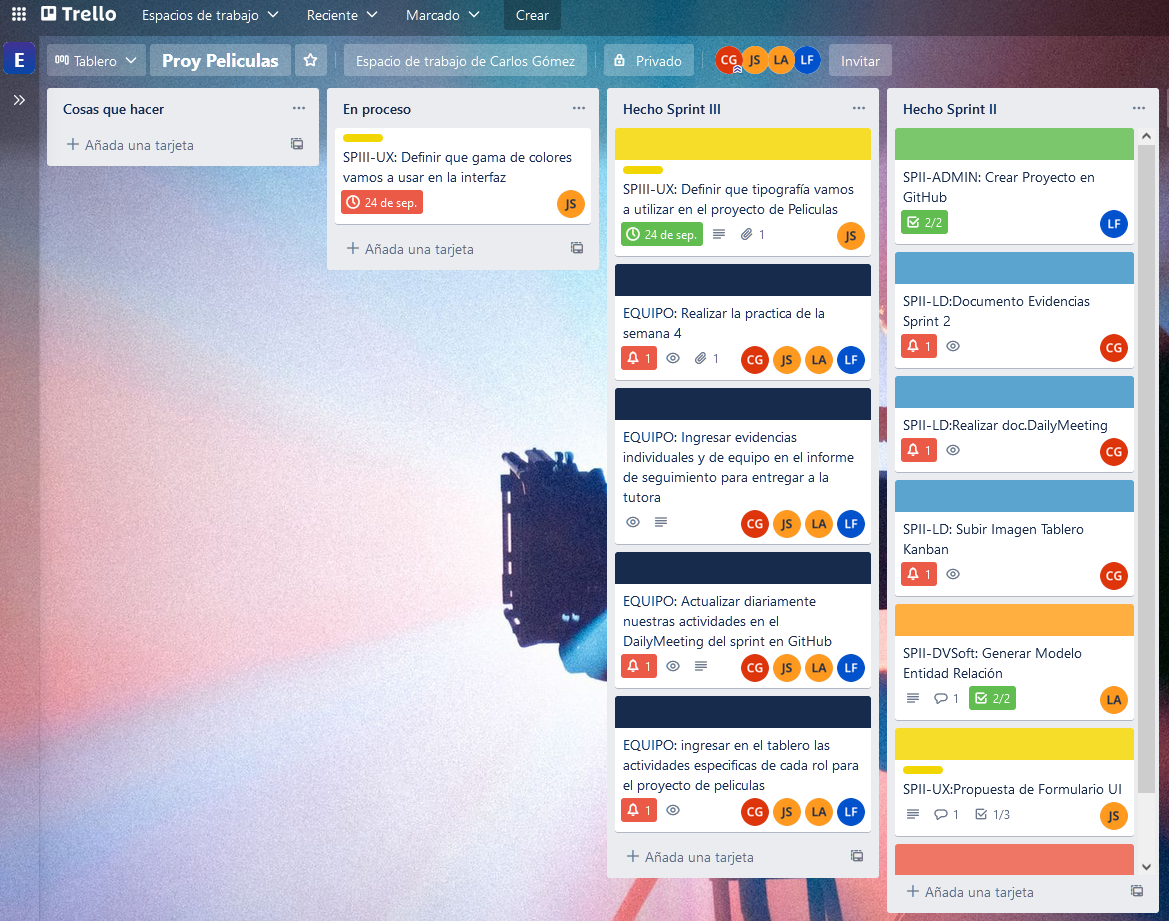 Trello
Espacios de trabajo
Reciente
Marcado
Crear
E
Tablero
Proy Peliculas
Espacio de trabajo de Carlos Gómez
Privado
CG
JS
LA
LF
Invitar
Cosas que hacer
Añada una tarjeta
En proceso
SPIII-UX: Definir que gama de colores
vamos a usar en la interfaz
24 de sep.
JS
Añada una tarjeta
Hecho Sprint III
SPIII-UX: Definir que tipografía vamos
a utilizar en el proyecto de Peliculas
24 de sep.
1
JS
EQUIPO: Realizar la practica de la
semana 4
1
1
CG
JS
LA
LF
EQUIPO: Ingresar evidencias
individuales y de equipo en el informe
de seguimiento para entregar a la
tutora
CG
JS
LA
LF
EQUIPO: Actualizar diariamente
nuestras actividades en el
DailyMeeting del sprint en GitHub
1
CG
JS
LA
LF
EQUIPO: ingresar en el tablero las
actividades especificas de cada rol para
el proyecto de peliculas
1
CG
JS
LA
LF
Añada una tarjeta
Hecho Sprint II
SPII-ADMIN: Crear Proyecto en
GitHub
2/2
LF
SPII-LD:Documento Evidencias
Sprint 2
1
CG
SPII-LD:Realizar doc.DailyMeeting
1
CG
SPII-LD: Subir Imagen Tablero
Kanban
1
CG
SPII-DVSoft: Generar Modelo
Entidad Relación
1
2/2
LA
SPII-UX:Propuesta de Formulario UI
1
1/3
JS
Añada una tarjeta